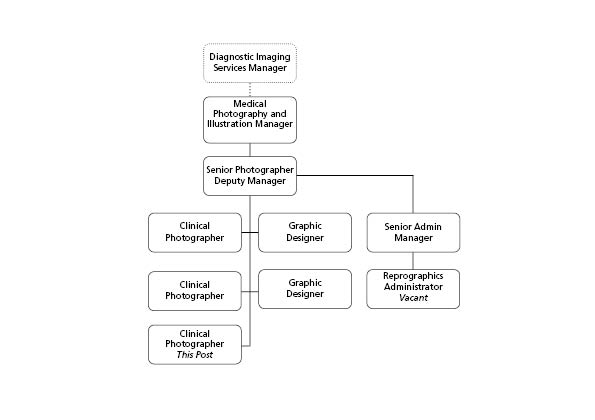 Diagnostic Imaging
Services Manager
Medical
Photography and
Illustration Manager
Senior Photographer
Deputy Manager
Clinical
Photographer
Graphic
Designer
Senior Admin
Manager
Clinical
Photographer
Graphic
Designer
Reprographics
Administrator
Vacant
Clinical
Photographer
This Post